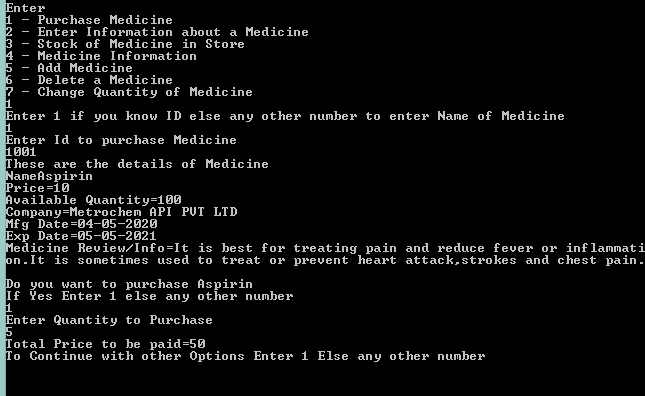 Enter
1 - Purchase Medicine
2 - Enter Information about a Medicine
3 - Stock of Medicine in Store
4 - Medicine Information
5 - Add Medicine
6 - Delete a Medicine
7 - Change Quantity of Medicine
1
Enter 1 if you know ID else any other number to enter Name of Medicine
1
Enter Id to purchase Medicine
1001
These are the details of Medicine
NameAspirin
Price=10
Available Quantity=100
Company=Metrochem API PVT LTD
Mfg Date=04-05-2020
Exp Date=05-05-2021
Medicine Review/Info=It is best for treating pain and reduce fever or inflammati
on.It is sometimes used to treat or prevent heart attack,strokes and chest pain.
Do you want to purchase Aspirin
If Yes Enter 1 else any other number
1
Enter Quantity to Purchase
5
Total Price to be paid=50
To Continue with other Options Enter 1 Else any other number